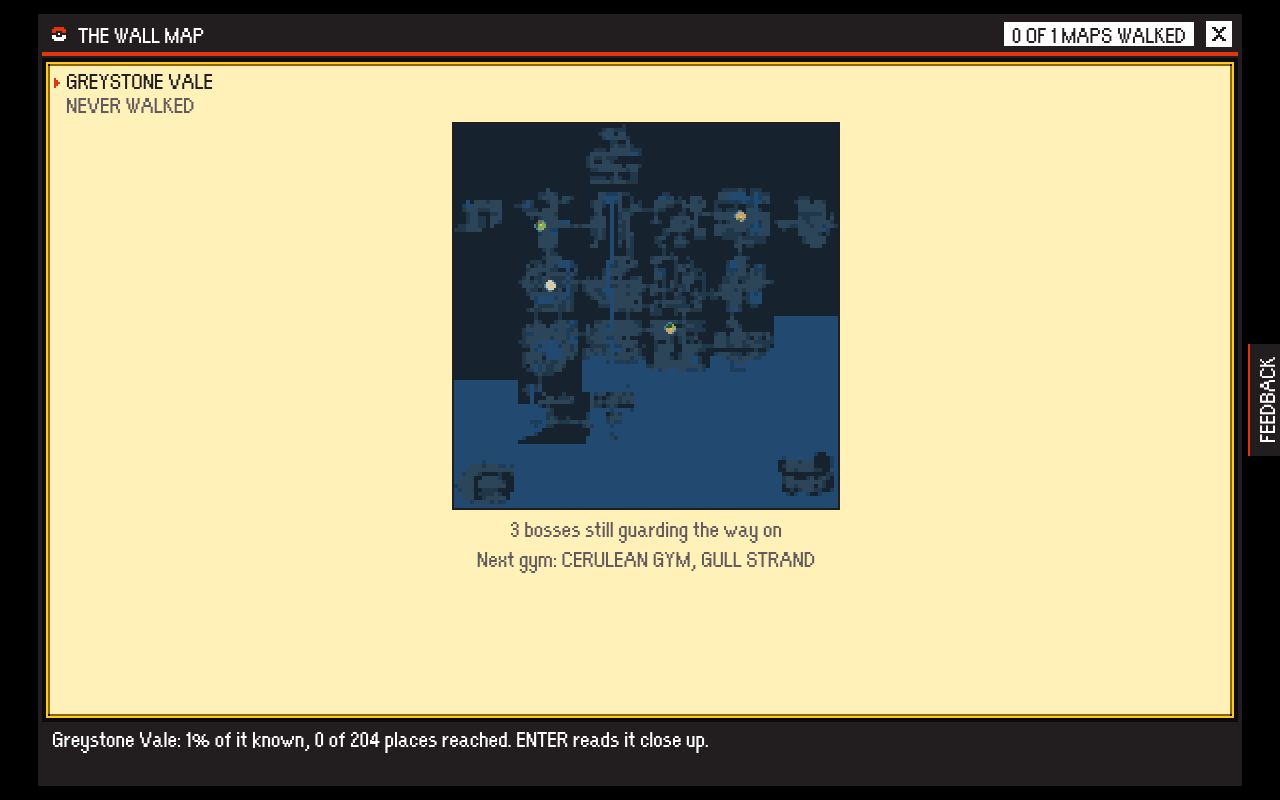 THE WALL MAP
0 OF 1 MAPS WALKED
X
GREYSTONE VALE
NEVER WALKED
3 bosses still guarding the way on
Next gym: CERULEAN GYM, GULL STRAND
FEEDBACK
Greystone Vale: 1% of it known, 0 of 204 places reached. ENTER reads it close up.